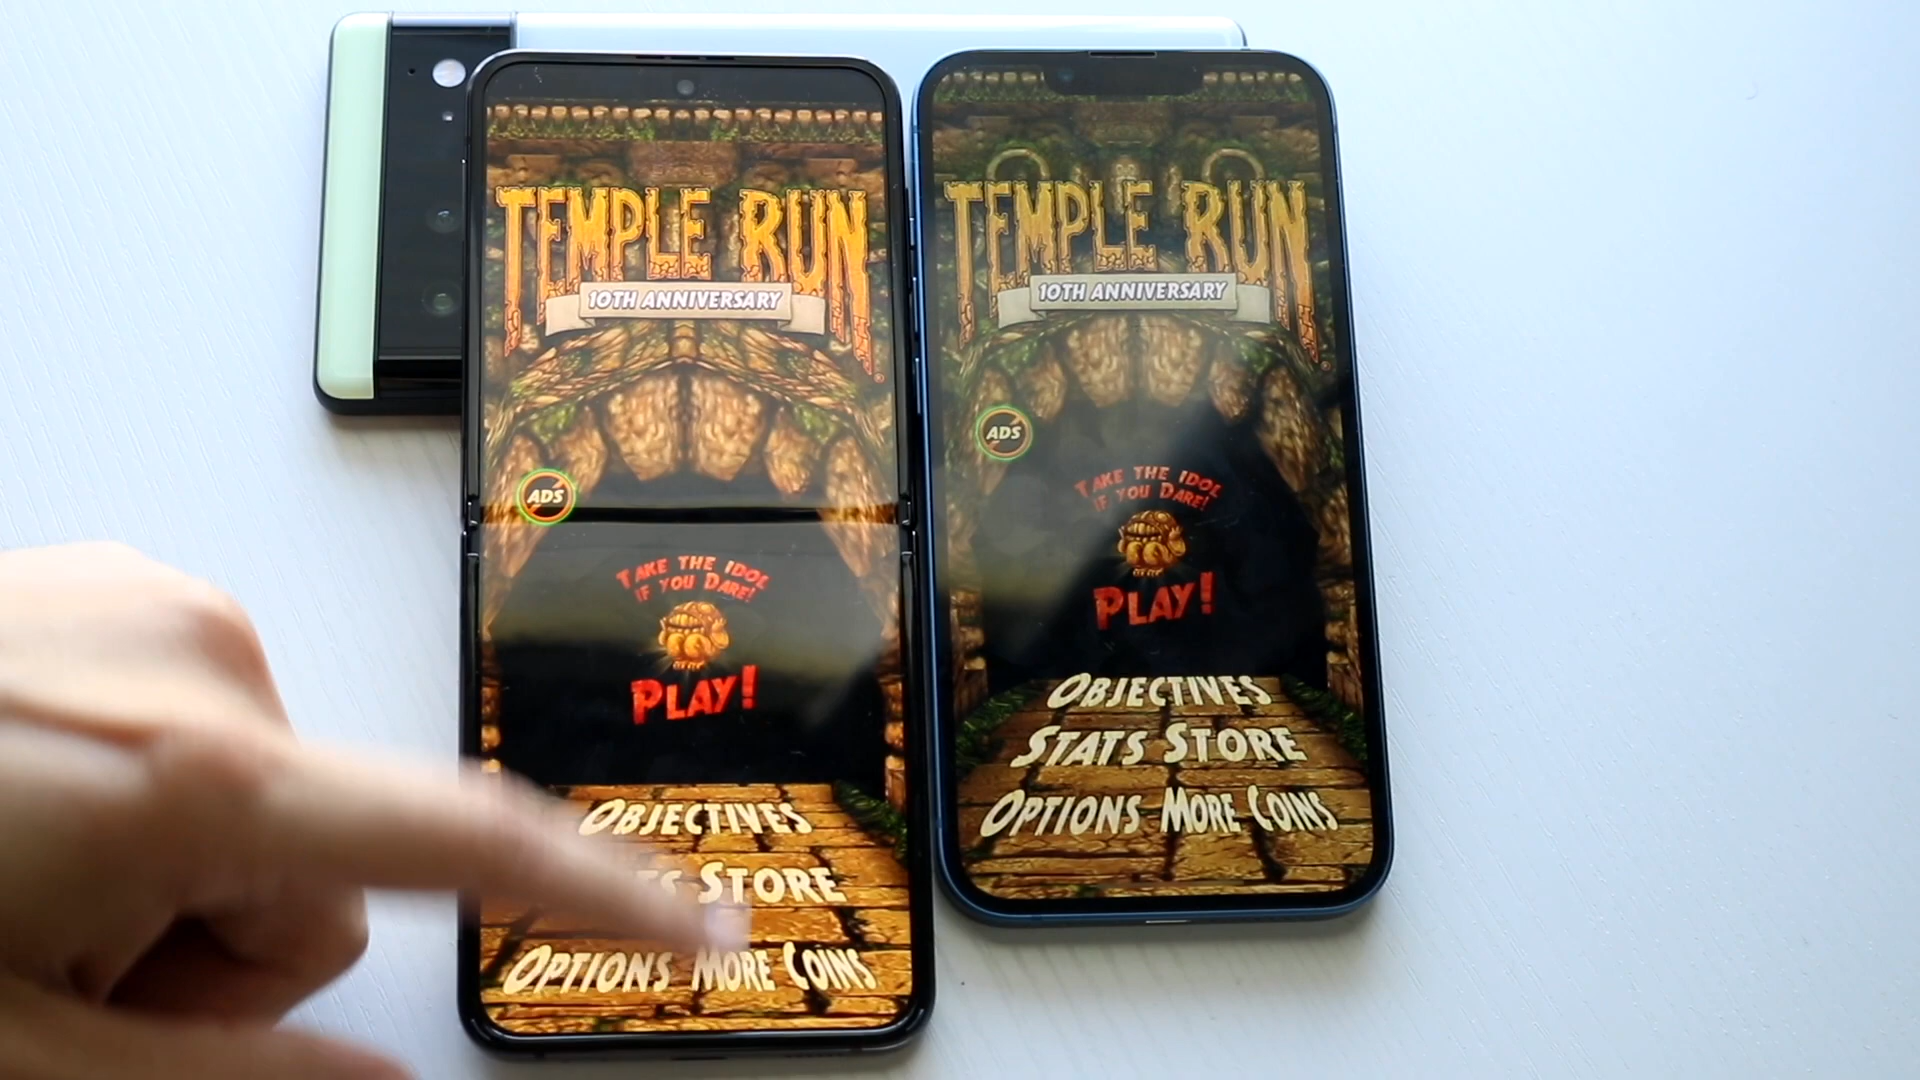 TEMPLE RUN
10TH ANNIVERSARY
ADS
TAKE THE IDOL
IF YOU DARE!
PLAY!
OBJECTIVES
STORE
OPTIONS MORE COINS
TEMPLE RUN
10TH ANNIVERSARY
ADS
TAKE THE IDOL
IF YOU DARE!
PLAY!
OBJECTIVES
STATS STORE
OPTIONS MORE COINS